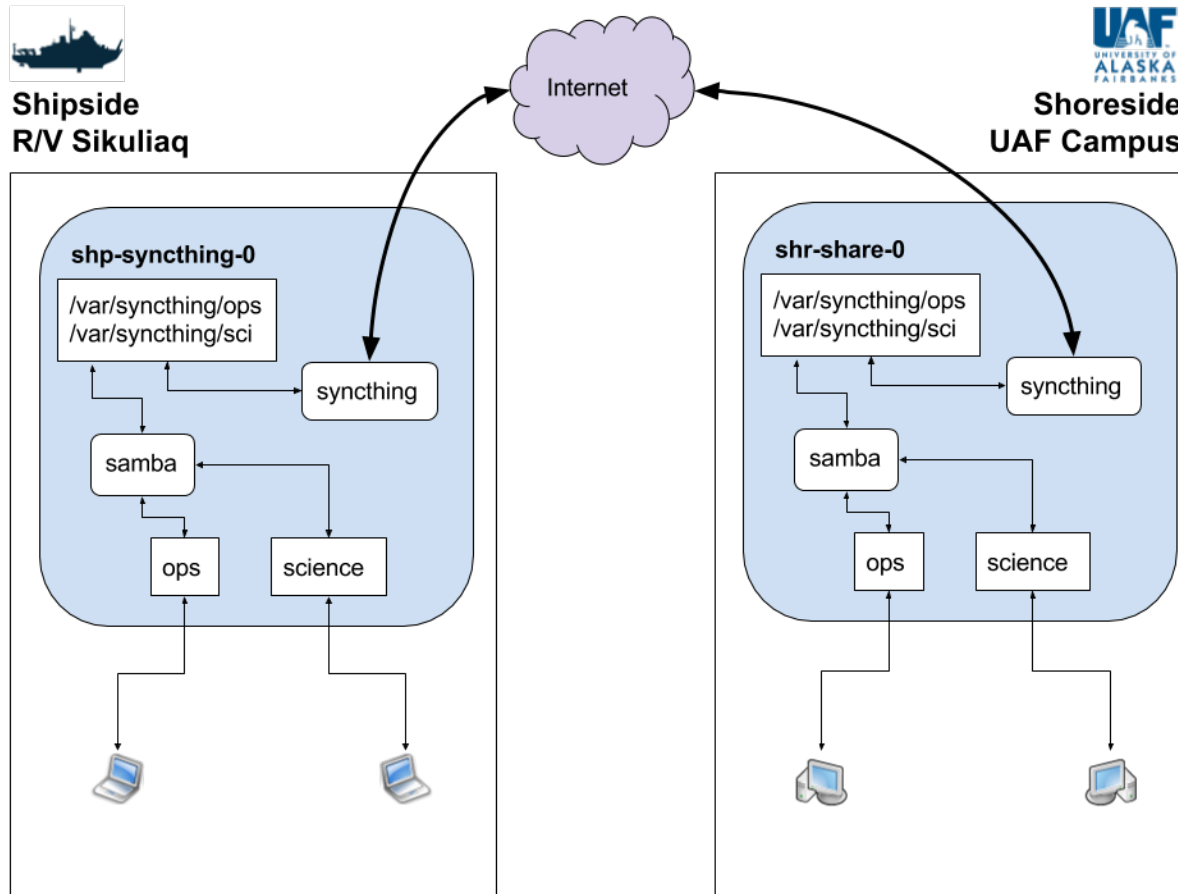 Shipside
R/V Sikuliaq
Internet
UAF
UNIVERSITY OF
ALASKA
FAIRBANKS
Shoreside
UAF Campus
shp-syncthing-0
/var/syncthing/ops
/var/syncthing/sci
syncthing
samba
ops
science
shr-share-0
/var/syncthing/ops
/var/syncthing/sci
syncthing
samba
ops
science